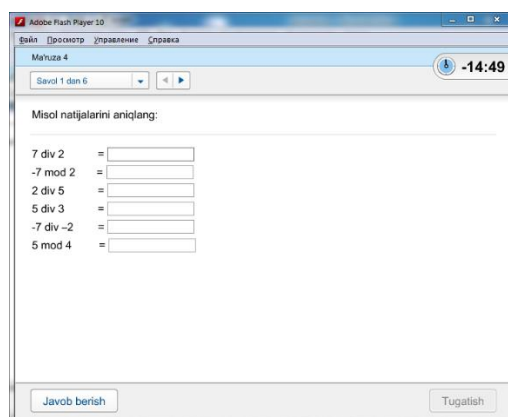 Adobe Flash Player 10
Файл Просмотр Управление Справка
Ma'ruza 4
-14:49
Savol 1 dan 6
Misol natijalarini aniqlang:
7 div 2 =
-7 mod 2 =
2 div 5 =
5 div 3 =
-7 div –2 =
5 mod 4 =
Javob berish
Tugatish